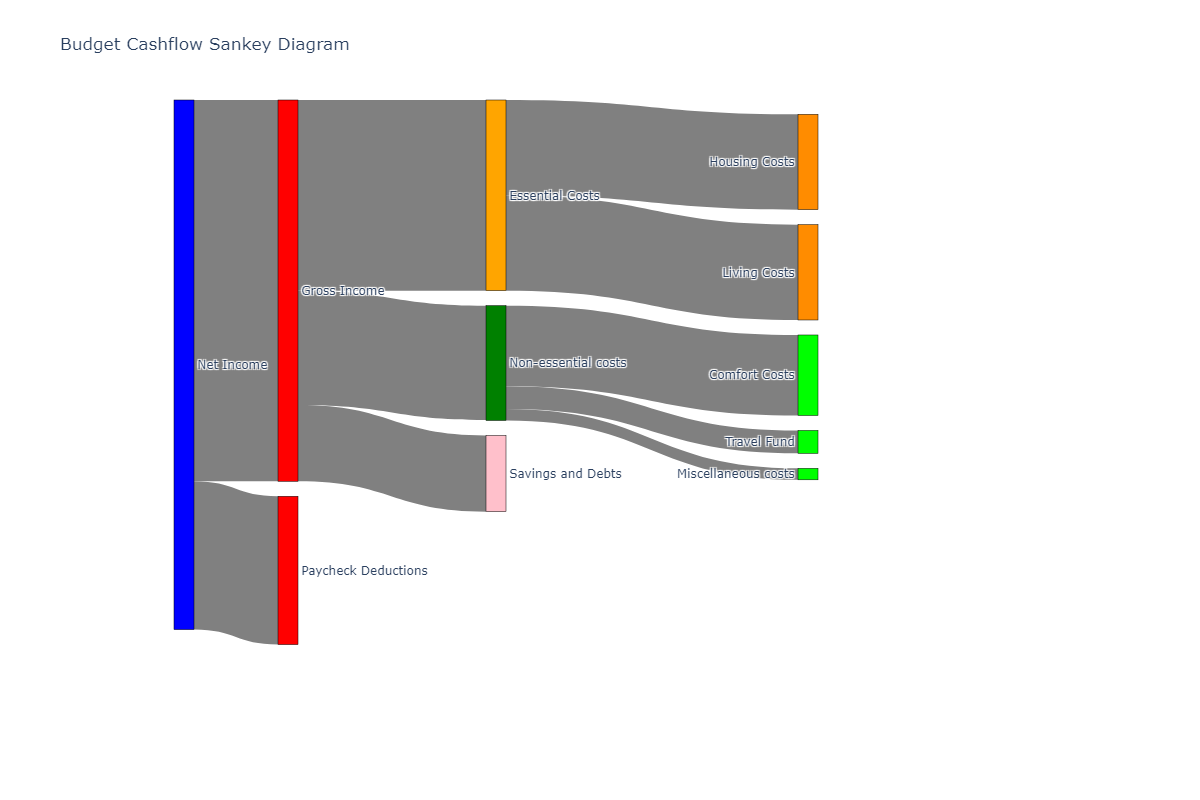 Budget Cashflow Sankey Diagram
Housing Costs
Essential Costs
Living Costs
Gross Income
Net Income
Non-essential costs
Comfort Costs
Travel Fund
Savings and Debts
Miscellaneous costs
Paycheck Deductions